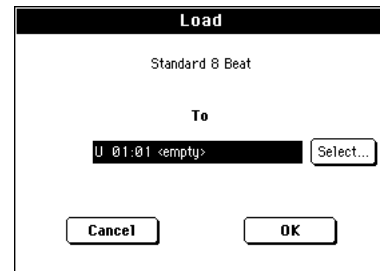 Load
Standard 8 Beat
To
U 01:01 <empty>
Select...
Cancel
OK